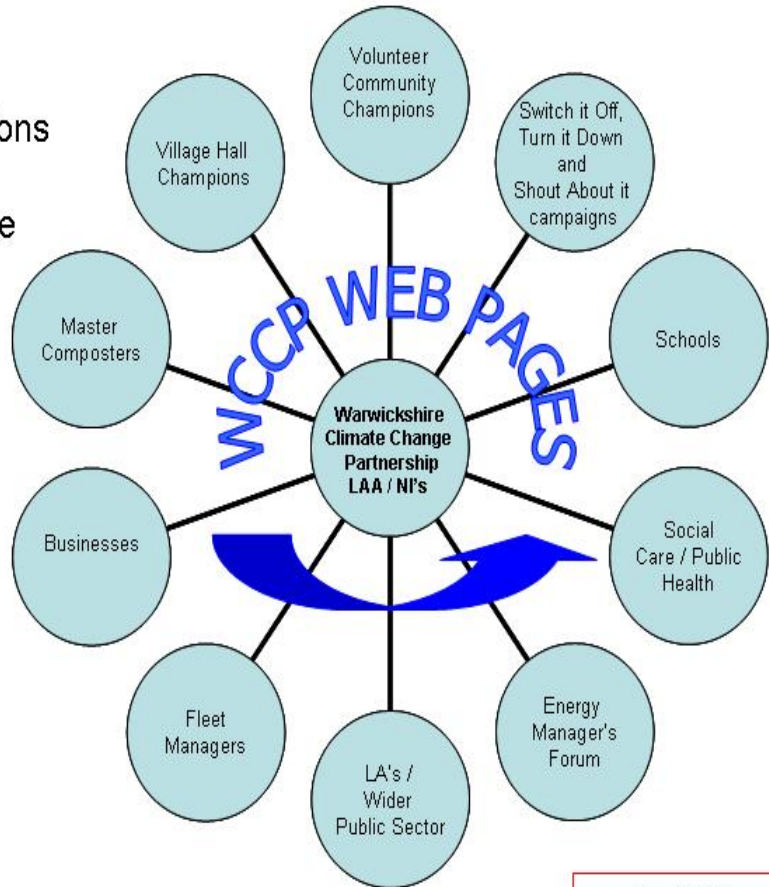 Volunteer
Community
Champions
Switch it Off,
Turn it Down
and
Shout About it
campaigns
Village Hall
Champions
Master
Composters
Schools
WCCP WEB PAGES
Warwickshire
Climate Change
Partnership
LAA / NI's
Businesses
Social
Care / Public
Health
Fleet
Managers
LA's /
Wider
Public Sector
Energy
Manager's
Forum